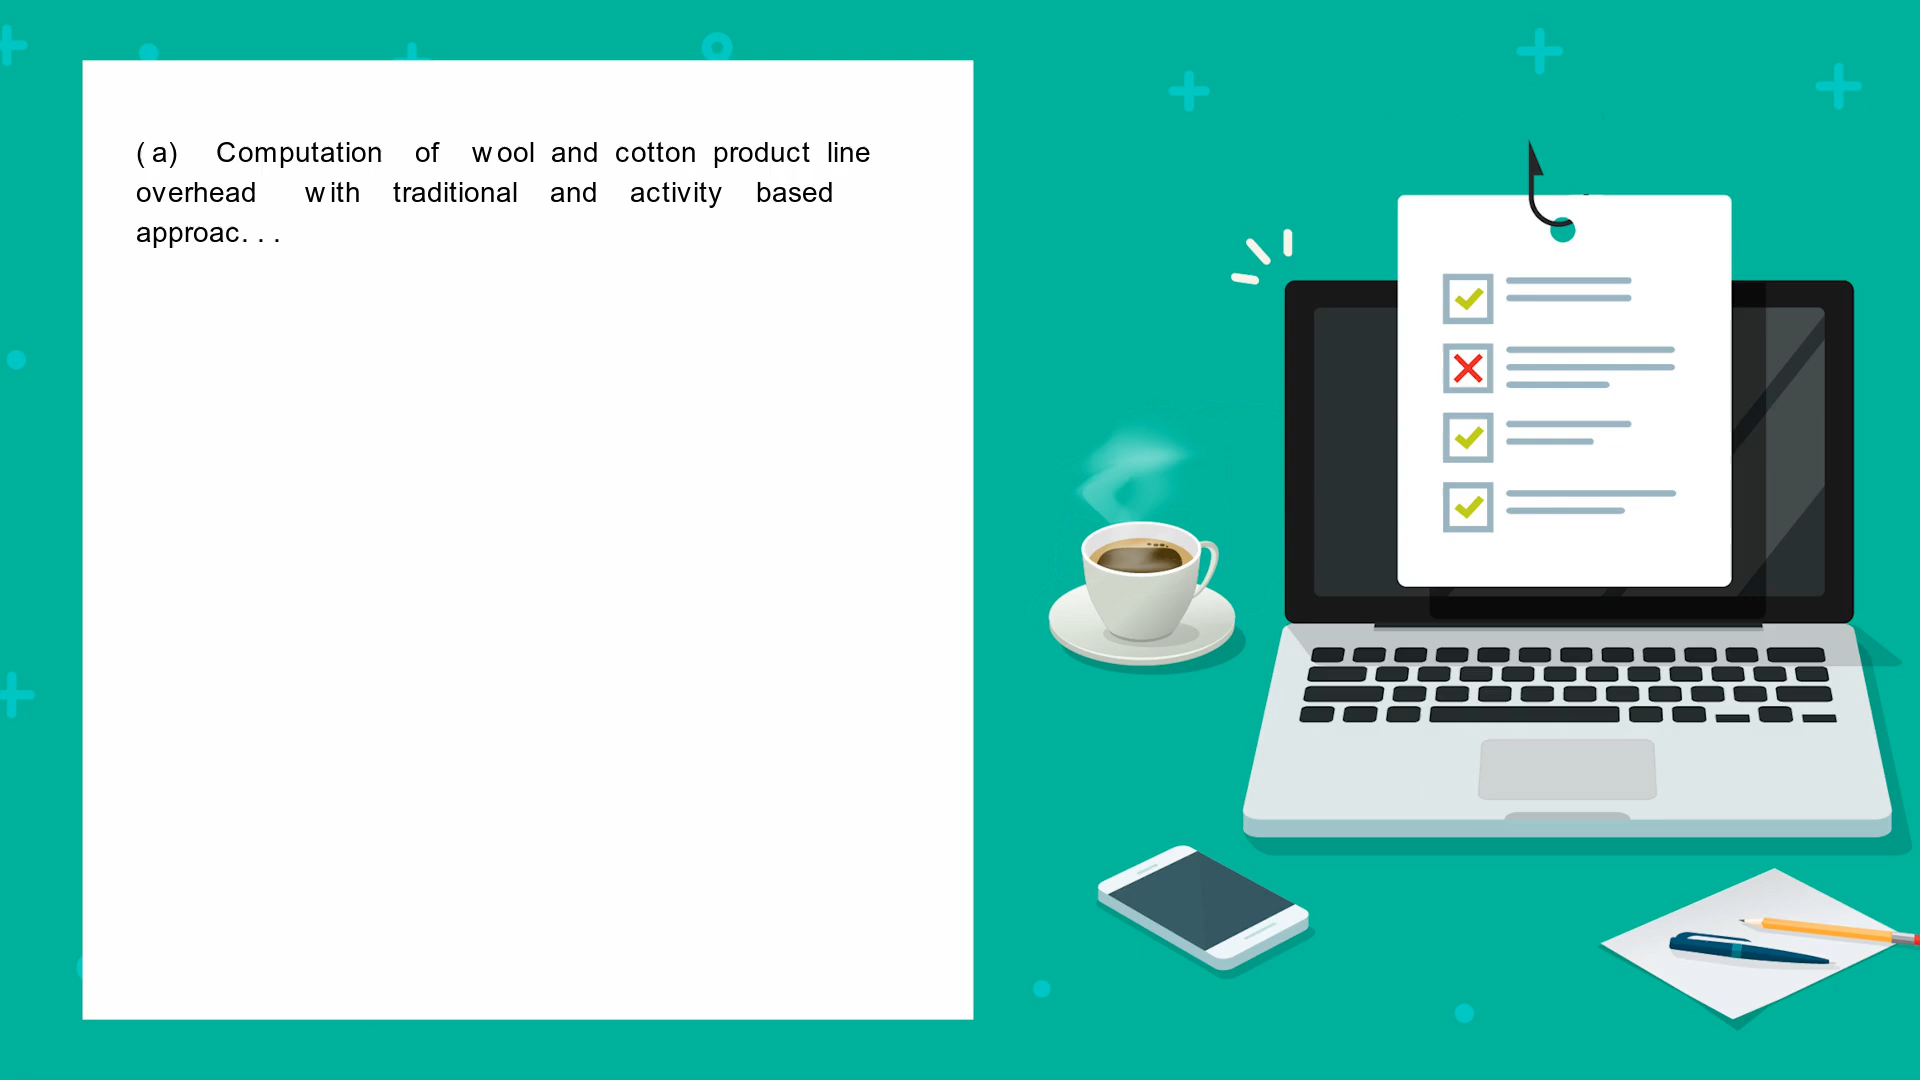 (a) Computation of wool and cotton product line
overhead with traditional and activity based
approac...